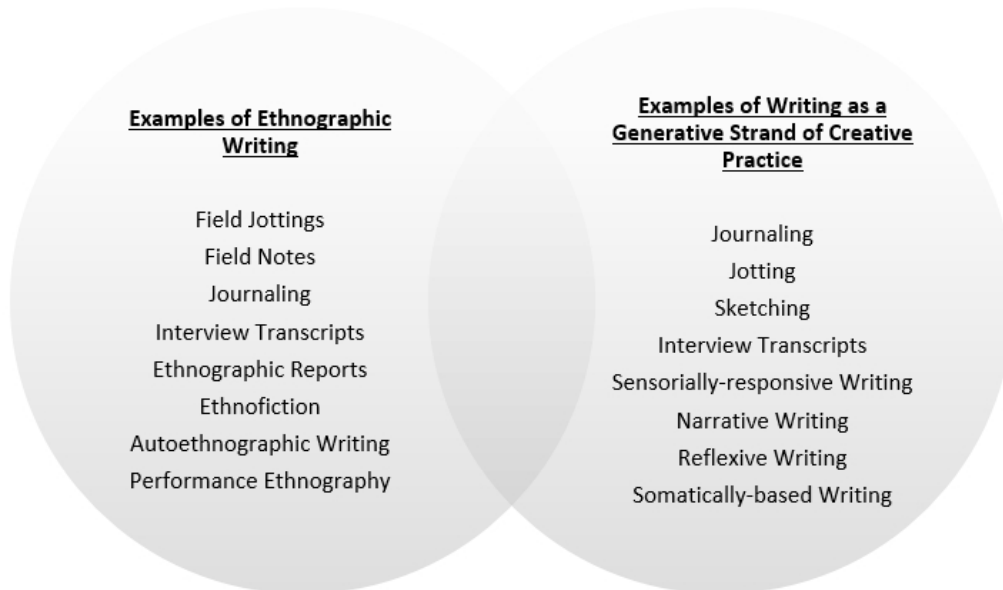 Examples of Ethnographic
Writing
Field Jottings
Field Notes
Journaling
Interview Transcripts
Ethnographic Reports
Ethnofiction
Autoethnographic Writing
Performance Ethnography
Examples of Writing as a
Generative Strand of Creative
Practice
Journaling
Jotting
Sketching
Interview Transcripts
Sensorially-responsive Writing
Narrative Writing
Reflexive Writing
Somatically-based Writing